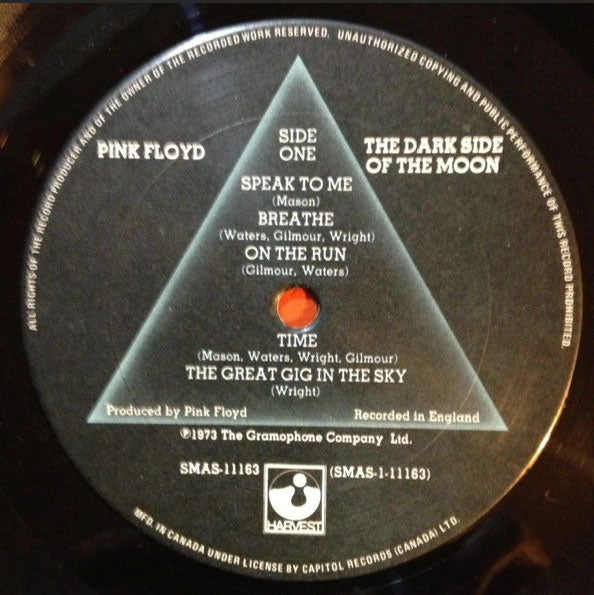 ALL RIGHTS OF THE RECORD PRODUCER AND OF THE OWNER OF THE RECORDED WORK RESERVED. UNAUTHORIZED COPYING AND PUBLIC PERFORMANCE OF THIS RECORD PROHIBITED.
PINK FLOYD
SIDE
ONE
THE DARK SIDE
OF THE MOON
SPEAK TO ME
(Mason)
BREATHE
(Waters, Gilmour, Wright)
ON THE RUN
(Gilmour, Waters)
TIME
(Mason, Waters, Wright, Gilmour)
THE GREAT GIG IN THE SKY
(Wright)
Produced by Pink Floyd
Recorded in England
℗1973 The Gramophone Company Ltd.
SMAS-11163
(SMAS-1-11163)
HARVEST
MFD. IN CANADA UNDER LICENSE BY CAPITOL RECORDS (CANADA) LTD.